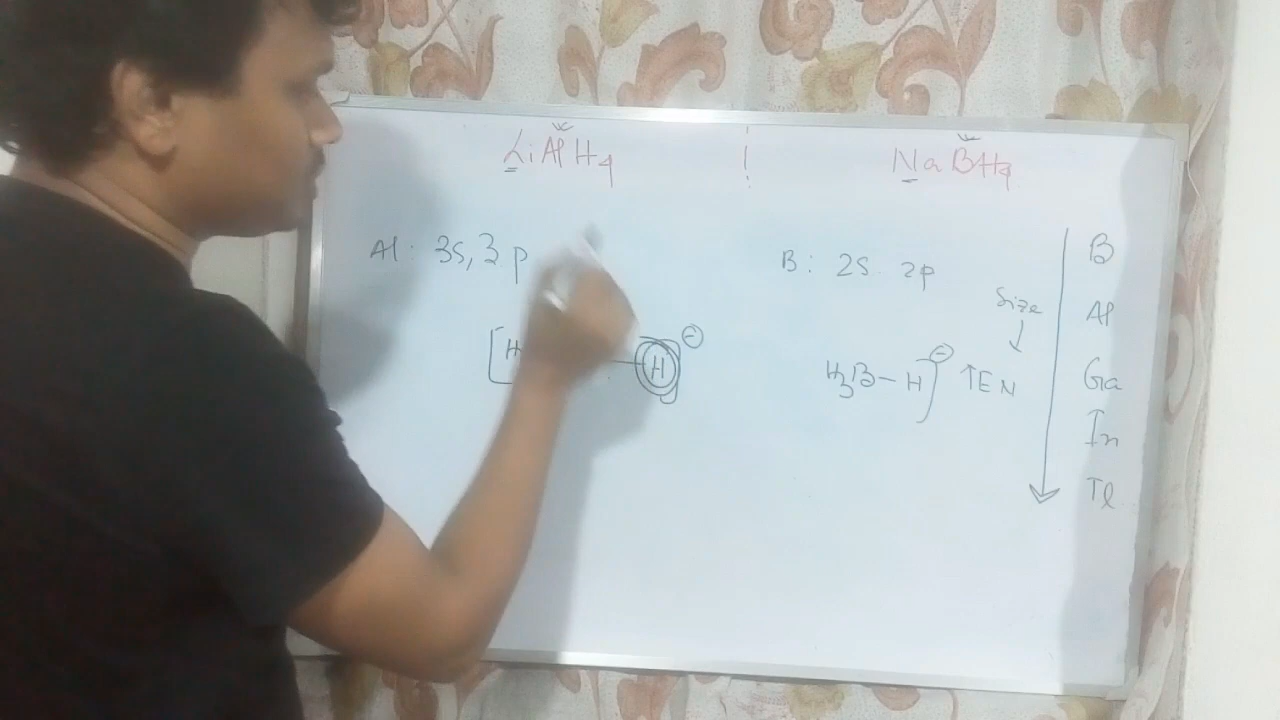 LiAlH4 ! NaBH4
Al: 3s, 3p
B: 2s 2p
[H
H ⊖
H3B–H]⊖ ↑EN
Size ↓
B
Al
Ga
In
Tl